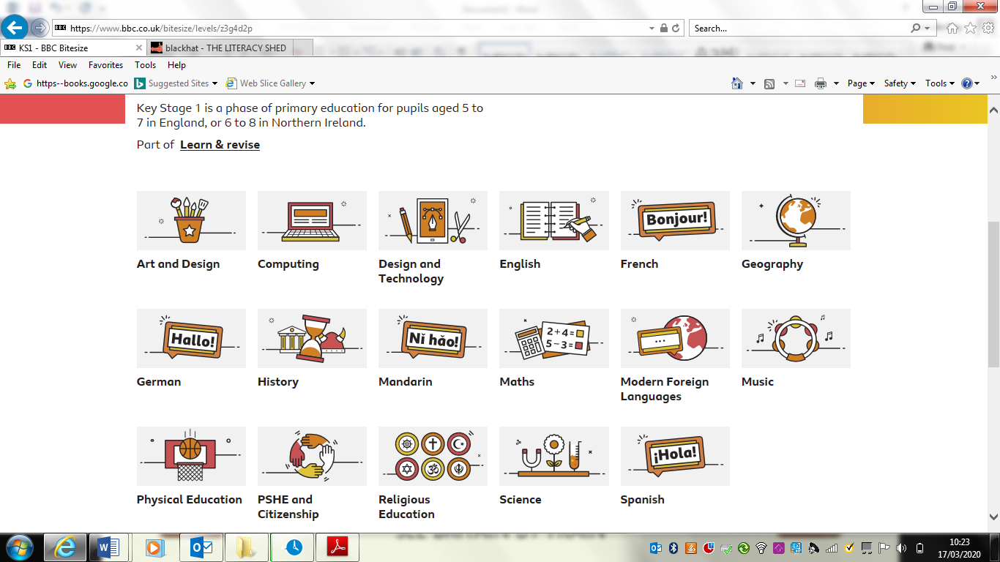 https://www.bbc.co.uk/bitesize/levels/z3g4d2p
Search...
BBC KS1 - BBC Bitesize
blackhat - THE LITERACY SHED
File Edit View Favorites Tools Help
https--books.google.co Suggested Sites Web Slice Gallery
Page Safety Tools
Key Stage 1 is a phase of primary education for pupils aged 5 to
7 in England, or 6 to 8 in Northern Ireland.
Part of Learn & revise
Bonjour!
Art and Design
Computing
Design and
Technology
English
French
Geography
Hallo!
Nǐ hǎo!
2+4=
5-3=
...
German
History
Mandarin
Maths
Modern Foreign
Languages
Music
¡Hola!
Physical Education
PSHE and
Citizenship
Religious
Education
Science
Spanish
10:23
17/03/2020